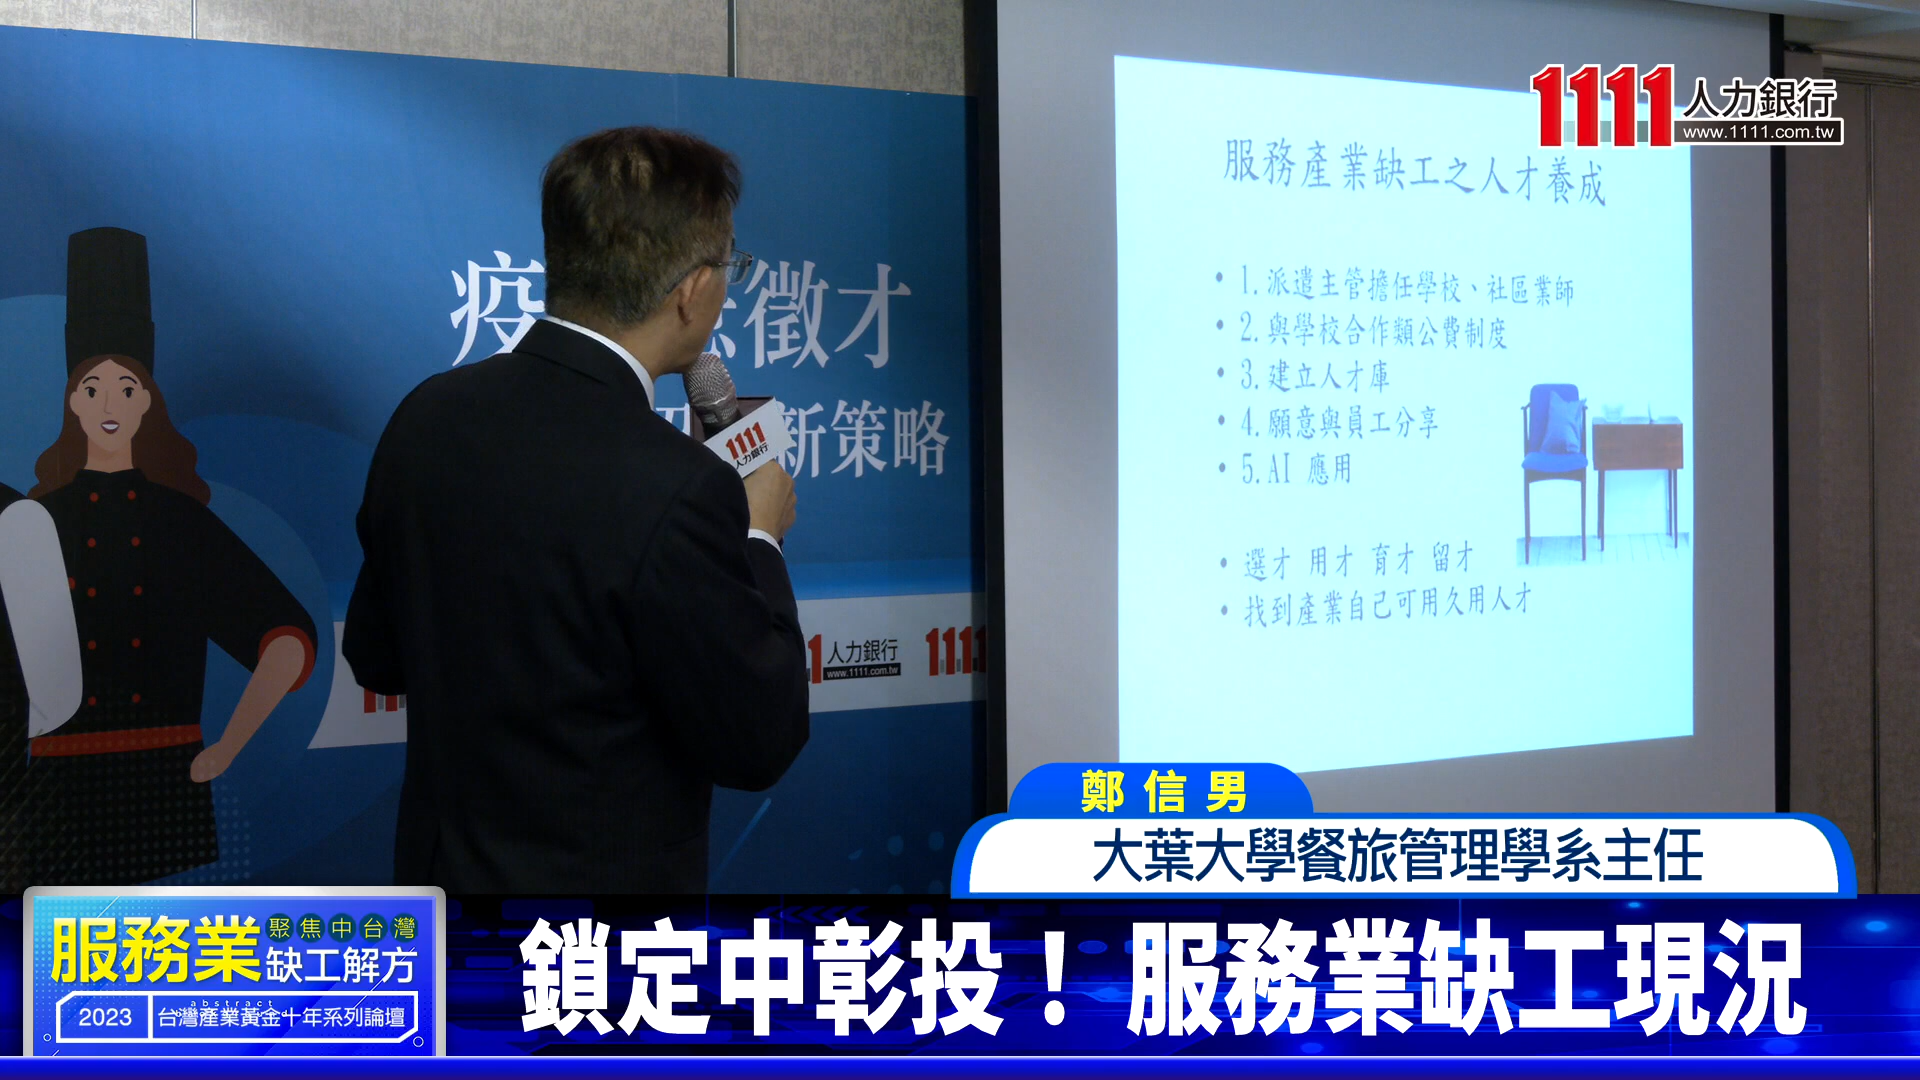 1111 人力銀行
www.1111.com.tw
服務產業缺工之人才養成
• 1.派遣主管擔任學校、社區業師
• 2.與學校合作類公費制度
• 3.建立人才庫
• 4.願意與員工分享
• 5.AI 應用
• 選才 用才 育才 留才
• 找到產業自己可用久用人才
疫 徵才
新策略
1111
人力銀行
1 人力銀行
www.1111.com.tw
1111
鄭信男
大葉大學餐旅管理學系主任
服務業 聚焦中台灣
缺工解方
abstract
2023 台灣產業黃金十年系列論壇
鎖定中彰投！服務業缺工現況